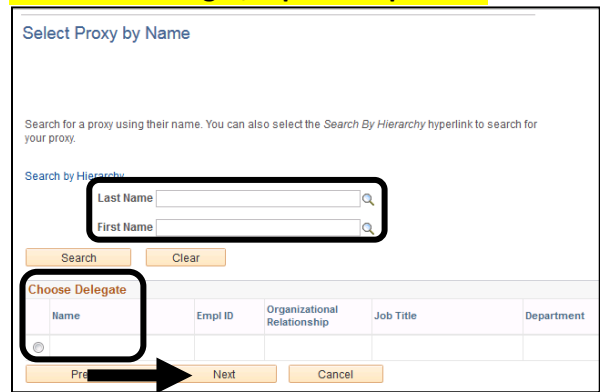 Select Proxy by Name
Search for a proxy using their name. You can also select the Search By Hierarchy hyperlink to search for
your proxy.
Search by Hierarchy
Last Name
First Name
Search Clear
Choose Delegate
Name Empl ID Organizational Relationship Job Title Department
Next Cancel